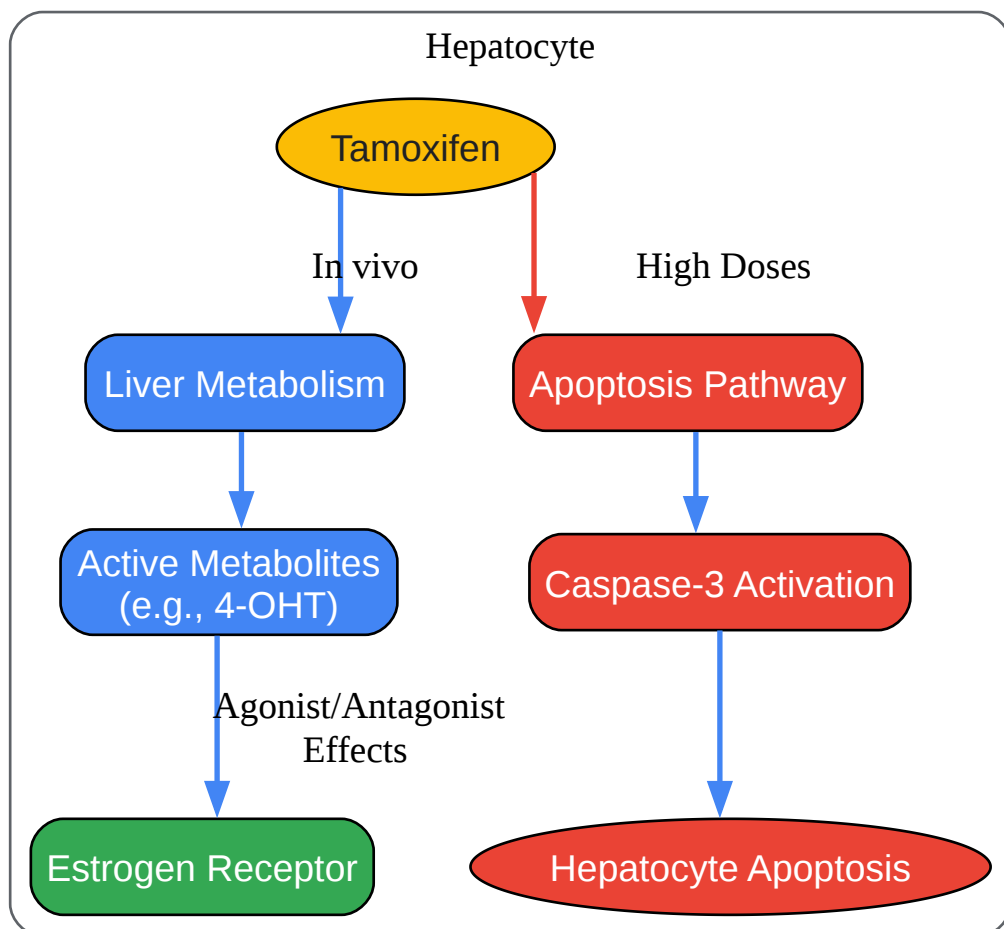 Hepatocyte
Tamoxifen
In vivo
High Doses
Liver Metabolism
Apoptosis Pathway
Active Metabolites
(e.g., 4-OHT)
Caspase-3 Activation
Agonist/Antagonist
Effects
Estrogen Receptor
Hepatocyte Apoptosis